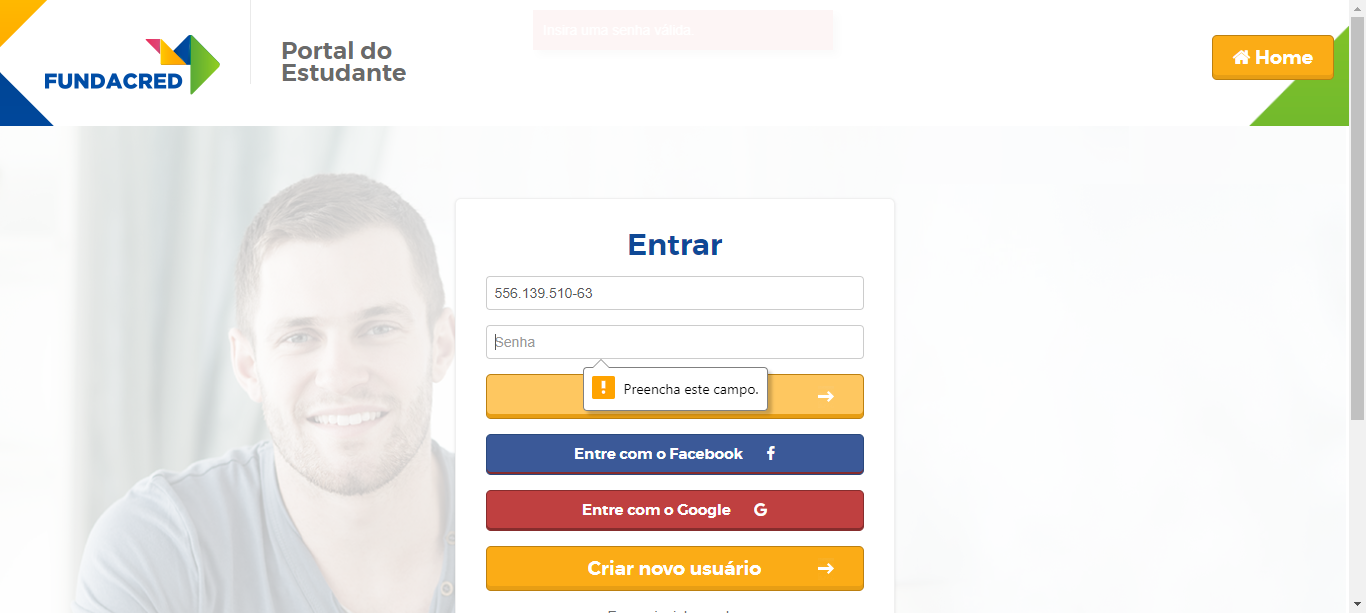 Insira uma senha válida.
FUNDACRED
Portal do
Estudante
Home
Entrar
556.139.510-63
Senha
Preencha este campo.
Entre com o Facebook
Entre com o Google
Criar novo usuário